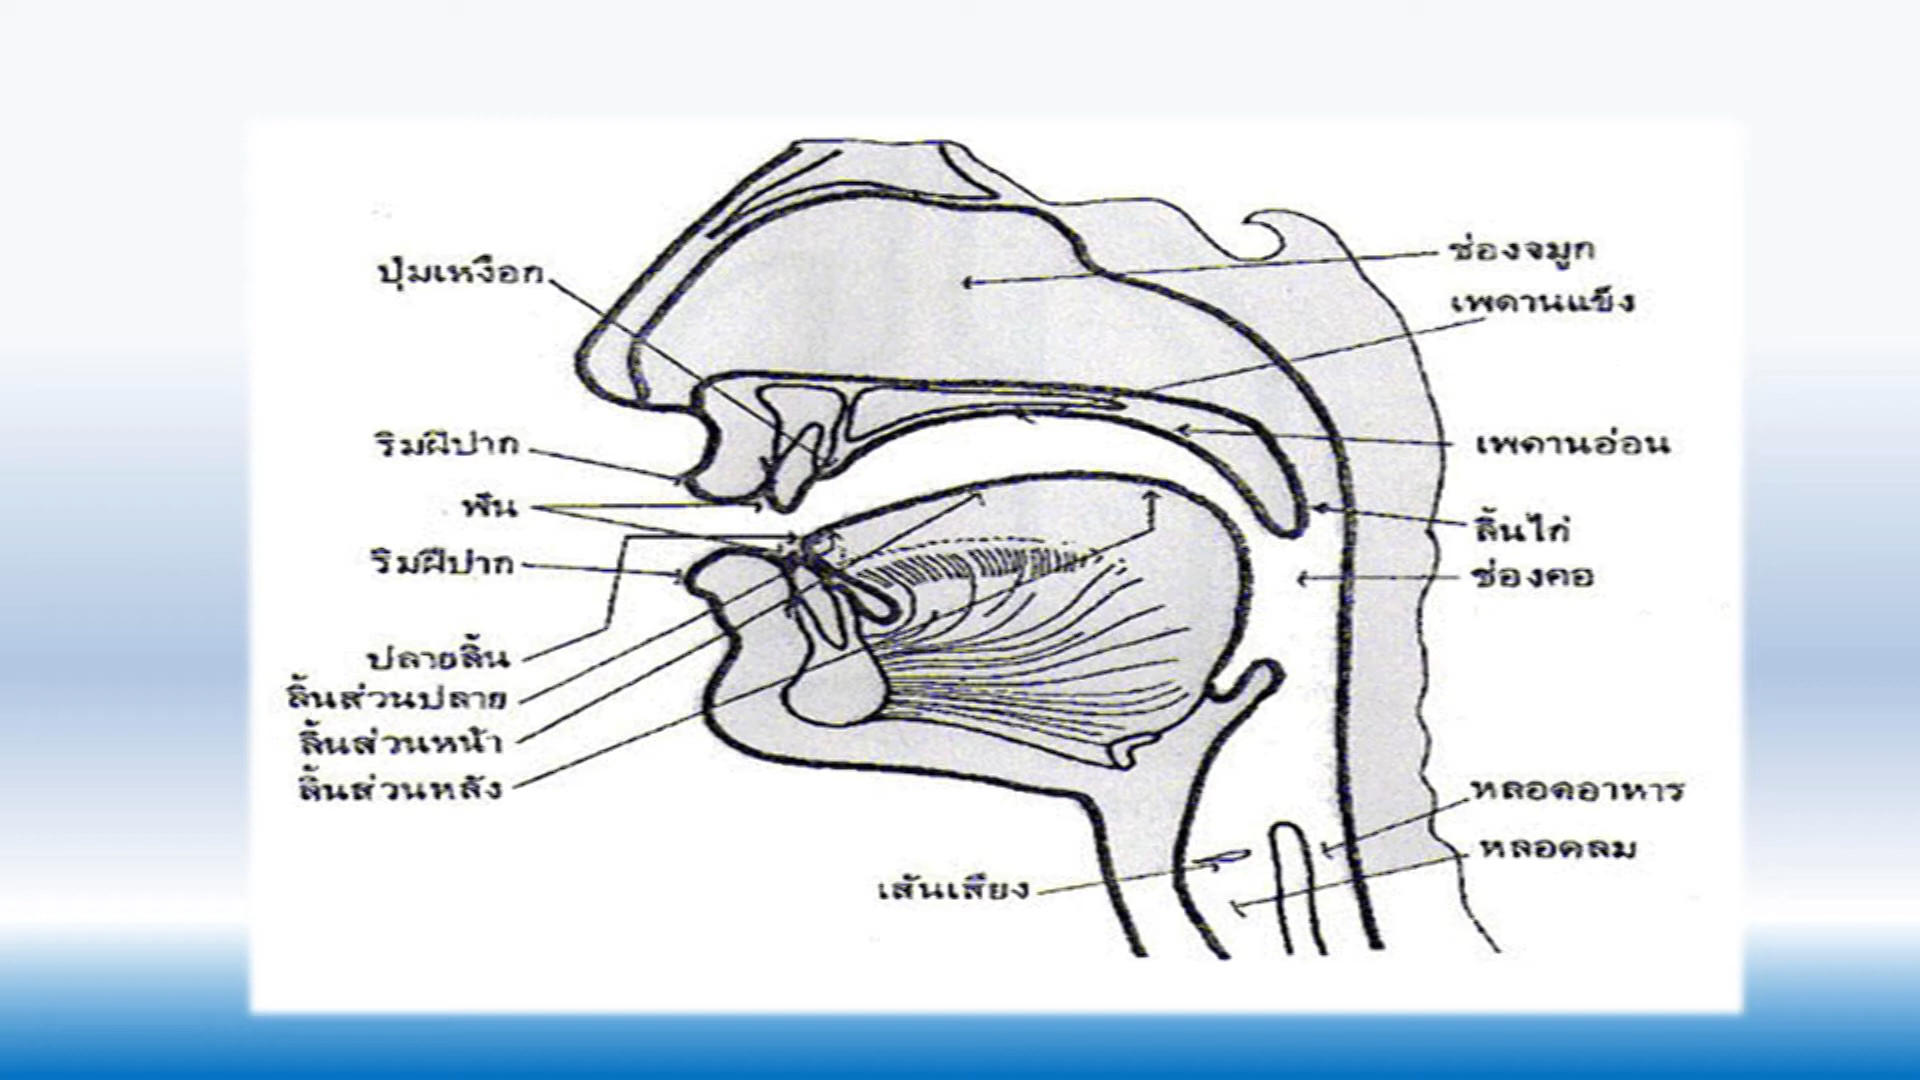 ปุ่มเหงือก
ริมฝีปาก
ฟัน
ริมฝีปาก
ปลายลิ้น
ลิ้นส่วนปลาย
ลิ้นส่วนหน้า
ลิ้นส่วนหลัง
เส้นเสียง
ช่องจมูก
เพดานแข็ง
เพดานอ่อน
ลิ้นไก่
ช่องคอ
หลอดอาหาร
หลอดลม